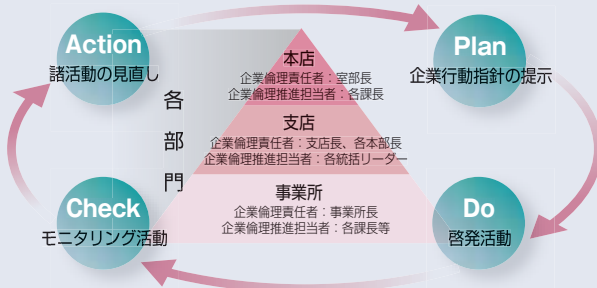 Action
諸活動の見直し
Plan
企業行動指針の提示
各部門
本店
企業倫理責任者：室部長
企業倫理推進担当者：各課長
支店
企業倫理責任者：支店長、各本部長
企業倫理推進担当者：各統括リーダー
事業所
企業倫理責任者：事業所長
企業倫理推進担当者：各課長等
Check
モニタリング活動
Do
啓発活動